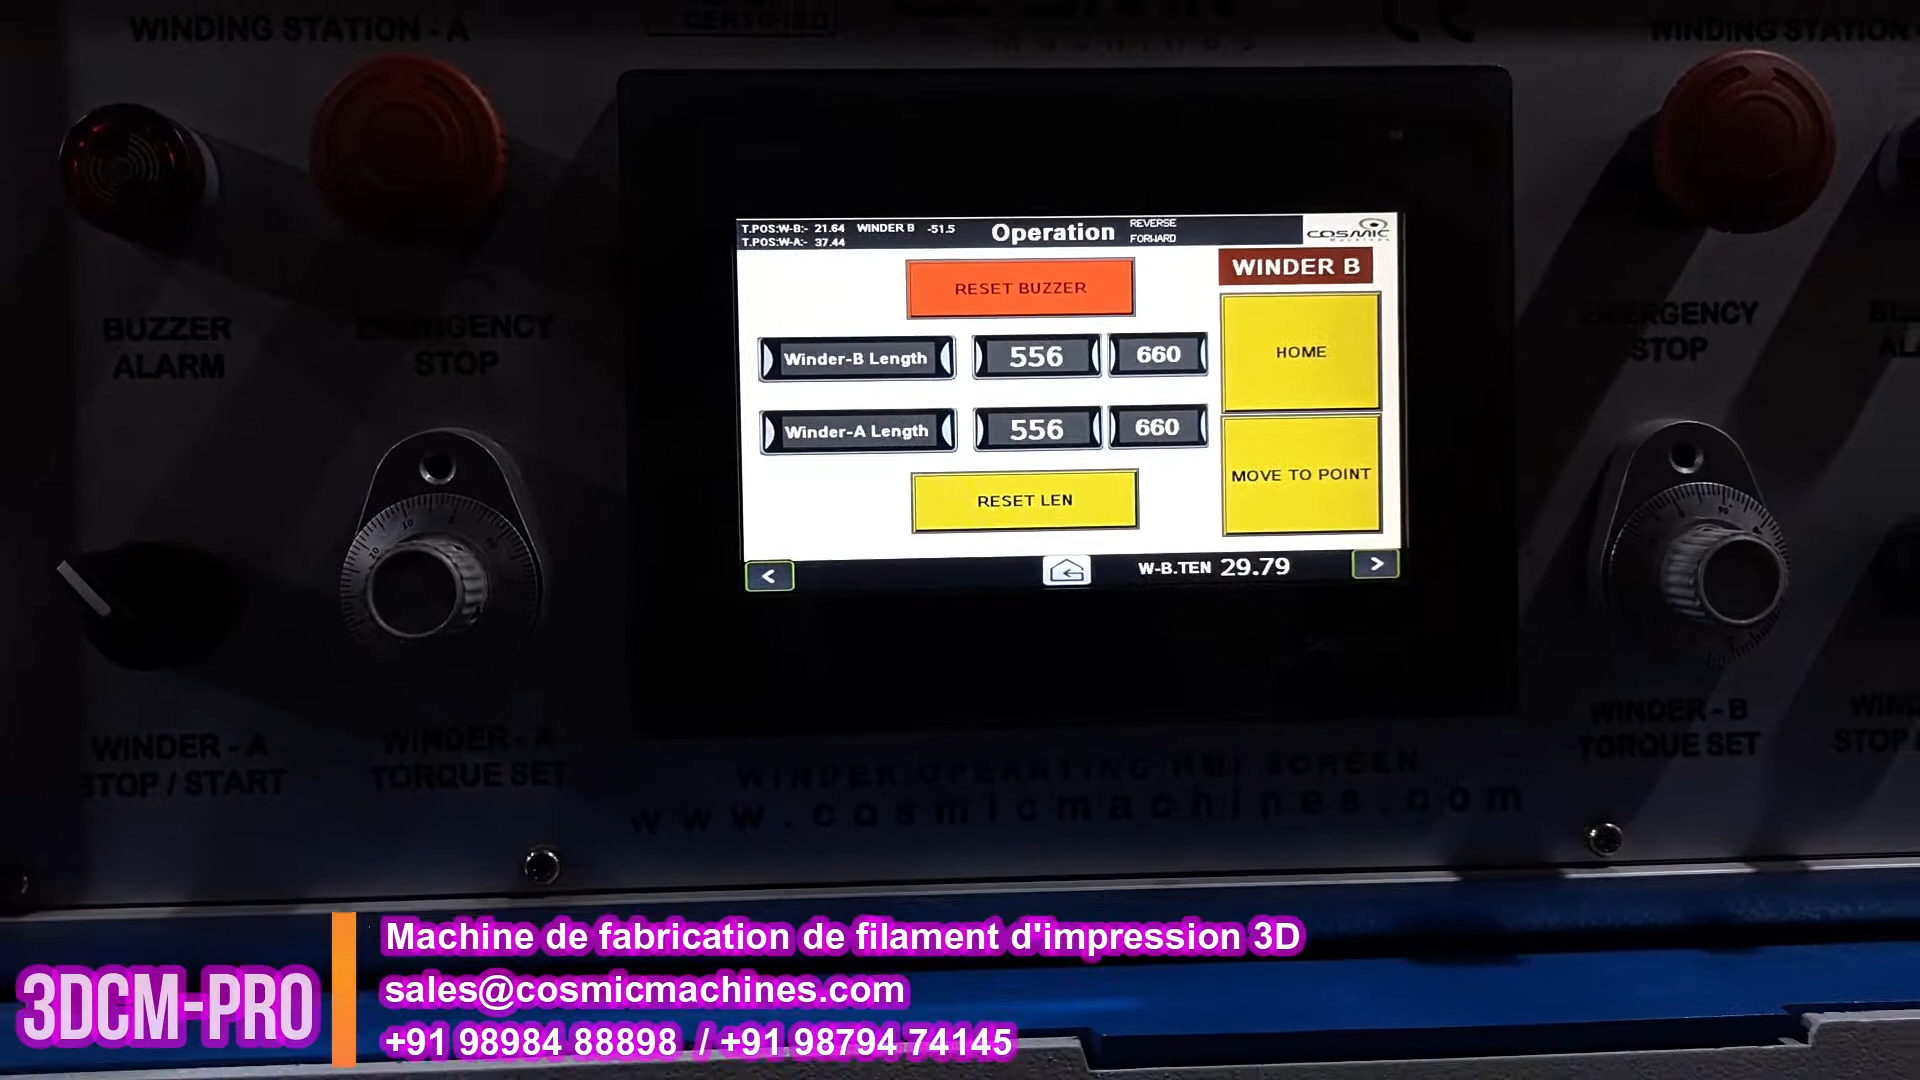 WINDING STATION - A
CERTIFIED
WINDING STATION
T.POS:W-B:- 21.64 WINDER B -51.5
T.POS:W-A:- 37.44
Operation
REVERSE
FORWARD
COSMIC
Machines
WINDER B
RESET BUZZER
HOME
Winder-B Length 556 660
Winder-A Length 556 660
MOVE TO POINT
RESET LEN
<
W-B.TEN 29.79
>
BUZZER
ALARM
EMERGENCY
STOP
EMERGENCY
STOP
WINDER - A
STOP / START
WINDER - A
TORQUE SET
WINDER OPERATING HMI SCREEN
www.cosmicmachines.com
WINDER - B
TORQUE SET
3DCM-PRO
Machine de fabrication de filament d'impression 3D
sales@cosmicmachines.com
+91 98984 88898 / +91 98794 74145